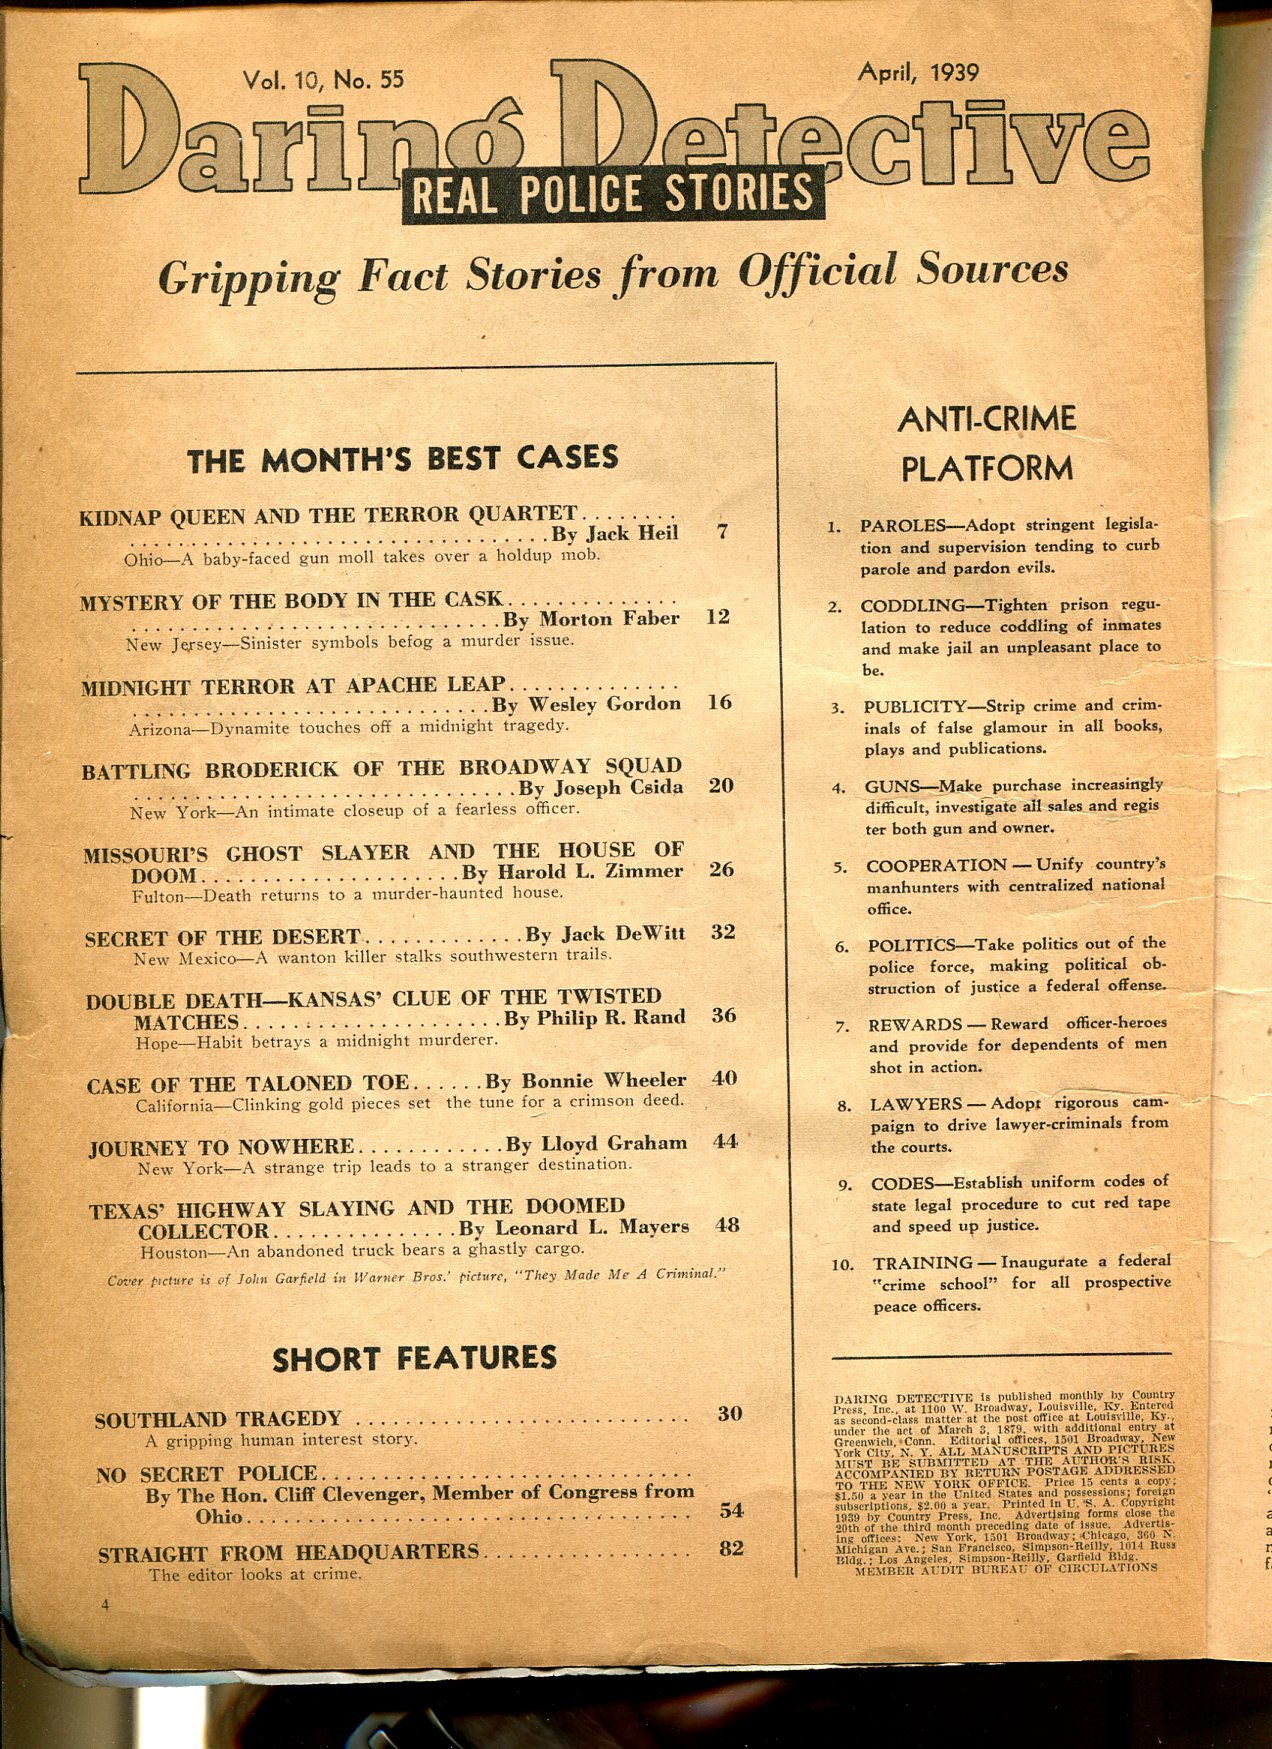 Vol. 10, No. 55
April, 1939
Daring Detective
REAL POLICE STORIES
Gripping Fact Stories from Official Sources
THE MONTH'S BEST CASES
KIDNAP QUEEN AND THE TERROR QUARTET........
...................................By Jack Heil 7
Ohio—A baby-faced gun moll takes over a holdup mob.
MYSTERY OF THE BODY IN THE CASK..............
...............................By Morton Faber 12
New Jersey—Sinister symbols befog a murder issue.
MIDNIGHT TERROR AT APACHE LEAP..............
..............................By Wesley Gordon 16
Arizona—Dynamite touches off a midnight tragedy.
BATTLING BRODERICK OF THE BROADWAY SQUAD
................................By Joseph Csida 20
New York—An intimate closeup of a fearless officer.
MISSOURI'S GHOST SLAYER AND THE HOUSE OF
DOOM.....................By Harold L. Zimmer 26
Fulton—Death returns to a murder-haunted house.
SECRET OF THE DESERT.............By Jack DeWitt 32
New Mexico—A wanton killer stalks southwestern trails.
DOUBLE DEATH—KANSAS' CLUE OF THE TWISTED
MATCHES.....................By Philip R. Rand 36
Hope—Habit betrays a midnight murderer.
CASE OF THE TALONED TOE......By Bonnie Wheeler 40
California—Clinking gold pieces set the tune for a crimson deed.
JOURNEY TO NOWHERE............By Lloyd Graham 44
New York—A strange trip leads to a stranger destination.
TEXAS' HIGHWAY SLAYING AND THE DOOMED
COLLECTOR...............By Leonard L. Mayers 48
Houston—An abandoned truck bears a ghastly cargo.
Cover picture is of John Garfield in Warner Bros.' picture, "They Made Me A Criminal."
SHORT FEATURES
SOUTHLAND TRAGEDY ............................ 30
A gripping human interest story.
NO SECRET POLICE...............................
By The Hon. Cliff Clevenger, Member of Congress from
Ohio..................................... 54
STRAIGHT FROM HEADQUARTERS................. 82
The editor looks at crime.
4
ANTI-CRIME
PLATFORM
1. PAROLES—Adopt stringent legisla-
tion and supervision tending to curb
parole and pardon evils.
2. CODDLING—Tighten prison regu-
lation to reduce coddling of inmates
and make jail an unpleasant place to
be.
3. PUBLICITY—Strip crime and crim-
inals of false glamour in all books,
plays and publications.
4. GUNS—Make purchase increasingly
difficult, investigate all sales and regis
ter both gun and owner.
5. COOPERATION — Unify country's
manhunters with centralized national
office.
6. POLITICS—Take politics out of the
police force, making political ob-
struction of justice a federal offense.
7. REWARDS — Reward officer-heroes
and provide for dependents of men
shot in action.
8. LAWYERS — Adopt rigorous cam-
paign to drive lawyer-criminals from
the courts.
9. CODES—Establish uniform codes of
state legal procedure to cut red tape
and speed up justice.
10. TRAINING — Inaugurate a federal
"crime school" for all prospective
peace officers.
DARING DETECTIVE is published monthly by Country
Press, Inc., at 1100 W. Broadway, Louisville, Ky. Entered
as second-class matter at the post office at Louisville, Ky.,
under the act of March 3, 1879, with additional entry at
Greenwich, Conn. Editorial offices, 1501 Broadway, New
York City, N. Y. ALL MANUSCRIPTS AND PICTURES
MUST BE SUBMITTED AT THE AUTHOR'S RISK,
ACCOMPANIED BY RETURN POSTAGE ADDRESSED
TO THE NEW YORK OFFICE. Price 15 cents a copy;
$1.50 a year in the United States and possessions; foreign
subscriptions, $2.00 a year. Printed in U. S. A. Copyright
1939 by Country Press, Inc. Advertising forms close the
20th of the third month preceding date of issue. Advertis-
ing offices: New York, 1501 Broadway; Chicago, 360 N.
Michigan Ave.; San Francisco, Simpson-Reilly, 1014 Russ
Bldg.; Los Angeles, Simpson-Reilly, Garfield Bldg.
MEMBER AUDIT BUREAU OF CIRCULATIONS